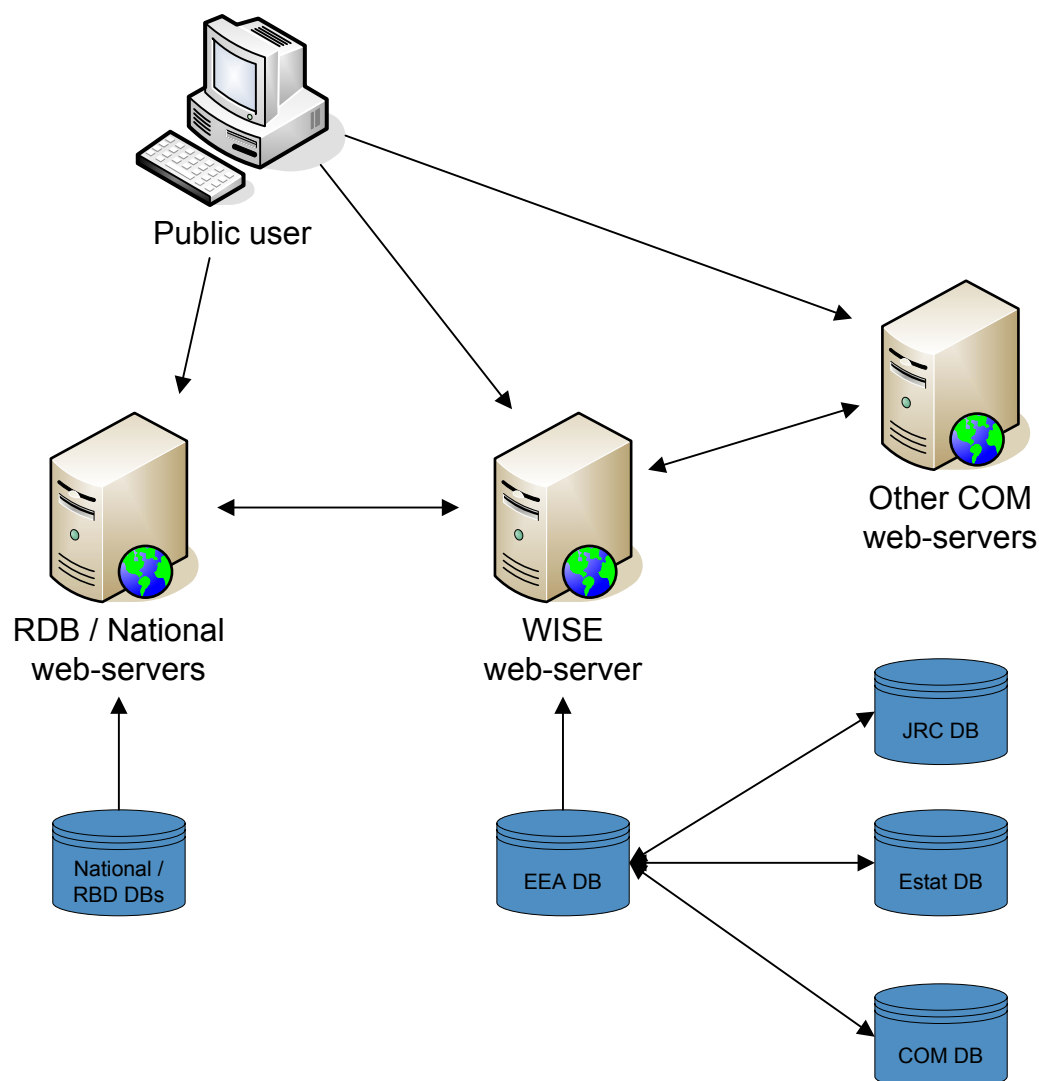 Public user
Other COM
web-servers
RDB / National
web-servers
WISE
web-server
JRC DB
National /
RBD DBs
EEA DB
Estat DB
COM DB